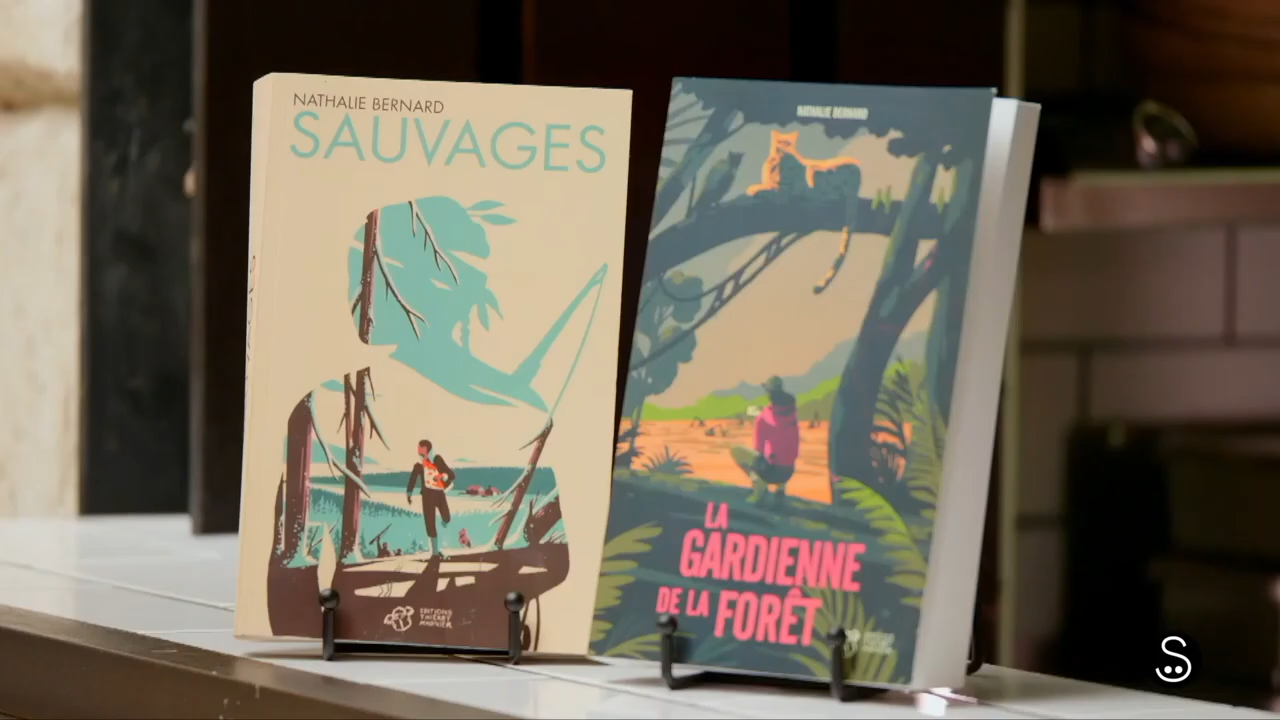 NATHALIE BERNARD
SAUVAGES
EDITIONS
THIERRY
MAGNIER
NATHALIE BERNARD
LA
GARDIENNE
DE LA FORÊT
S